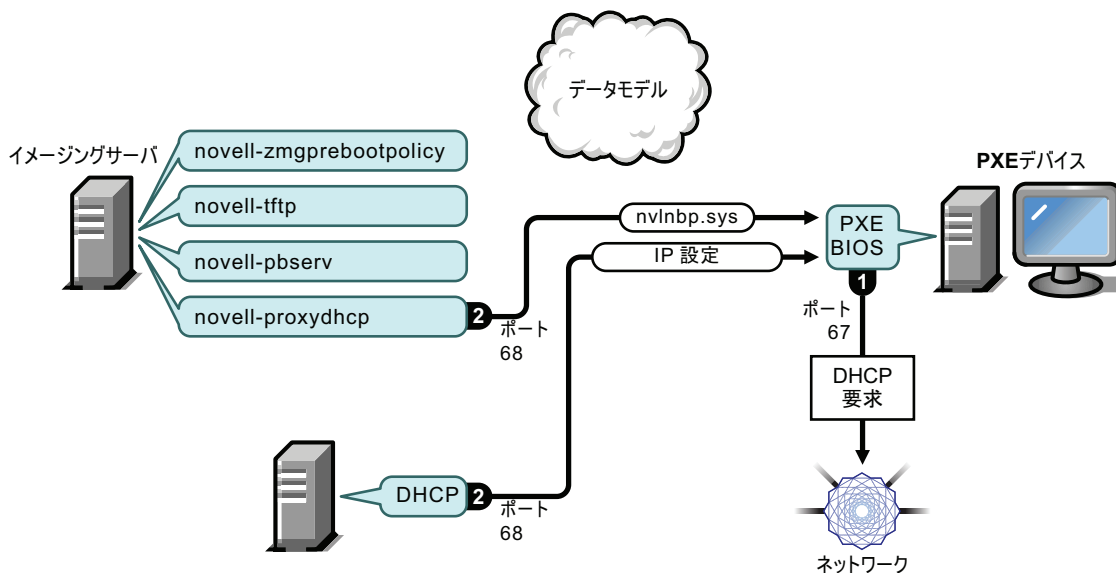 データモデル
イメージングサーバ
novell-zmgprebootpolicy
novell-tftp
novell-pbserv
novell-proxydhcp
2
ポート
68
nvlnbp.sys
IP 設定
PXE
BIOS
1
ポート
67
PXEデバイス
DHCP
要求
ネットワーク
DHCP
2
ポート
68